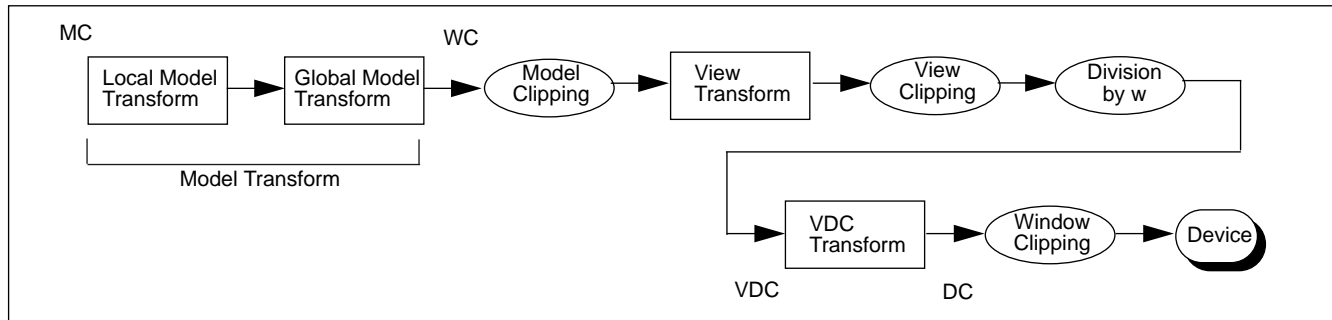 MC
Local Model
Transform
Global Model
Transform
Model Transform
WC
Model
Clipping
View
Transform
View
Clipping
Division
by w
VDC
VDC
Transform
DC
Window
Clipping
Device